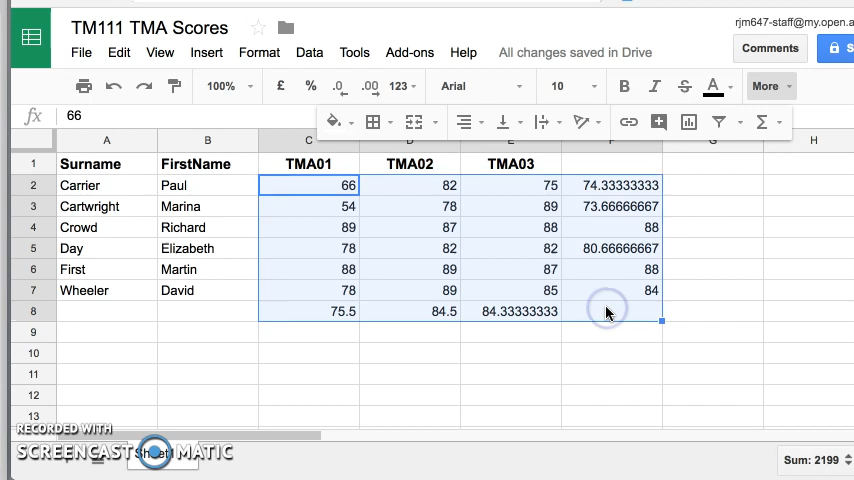 TM111 TMA Scores
rjm647-staff@my.open.a
File Edit View Insert Format Data Tools Add-ons Help All changes saved in Drive Comments S
100% £ % .0 .00 123 Arial 10 B I S A More
fx 66
A B C D E F G H
1 Surname FirstName TMA01 TMA02 TMA03
2 Carrier Paul 66 82 75 74.33333333
3 Cartwright Marina 54 78 89 73.66666667
4 Crowd Richard 89 87 88 88
5 Day Elizabeth 78 82 82 80.66666667
6 First Martin 88 89 87 88
7 Wheeler David 78 89 85 84
8 75.5 84.5 84.33333333
9
10
11
12
13
RECORDED WITH
SCREENCAST MATIC
Sheet1
Sum: 2199